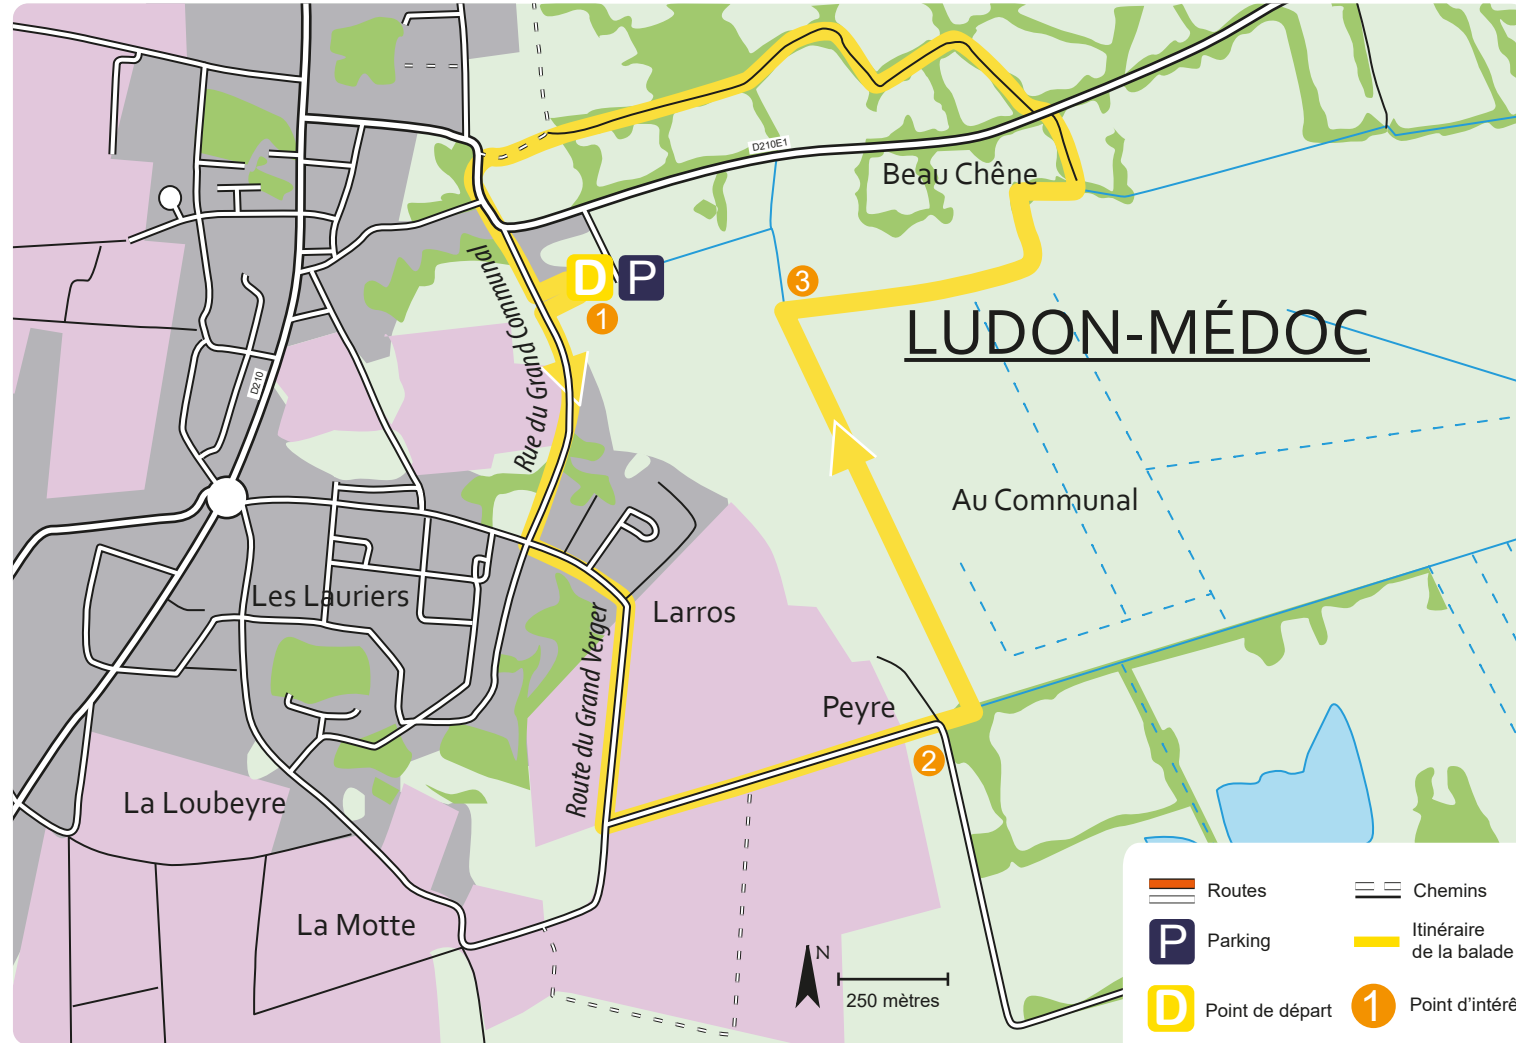 D210E1
Beau Chêne
Rue du Grand Communal
D P
1
3
LUDON-MÉDOC
D210
Au Communal
Les Lauriers
Larros
Route du Grand Verger
Peyre
2
La Loubeyre
La Motte
N
250 mètres
Routes
Chemins
P Parking
Itinéraire
de la balade
D Point de départ
1 Point d'intérê